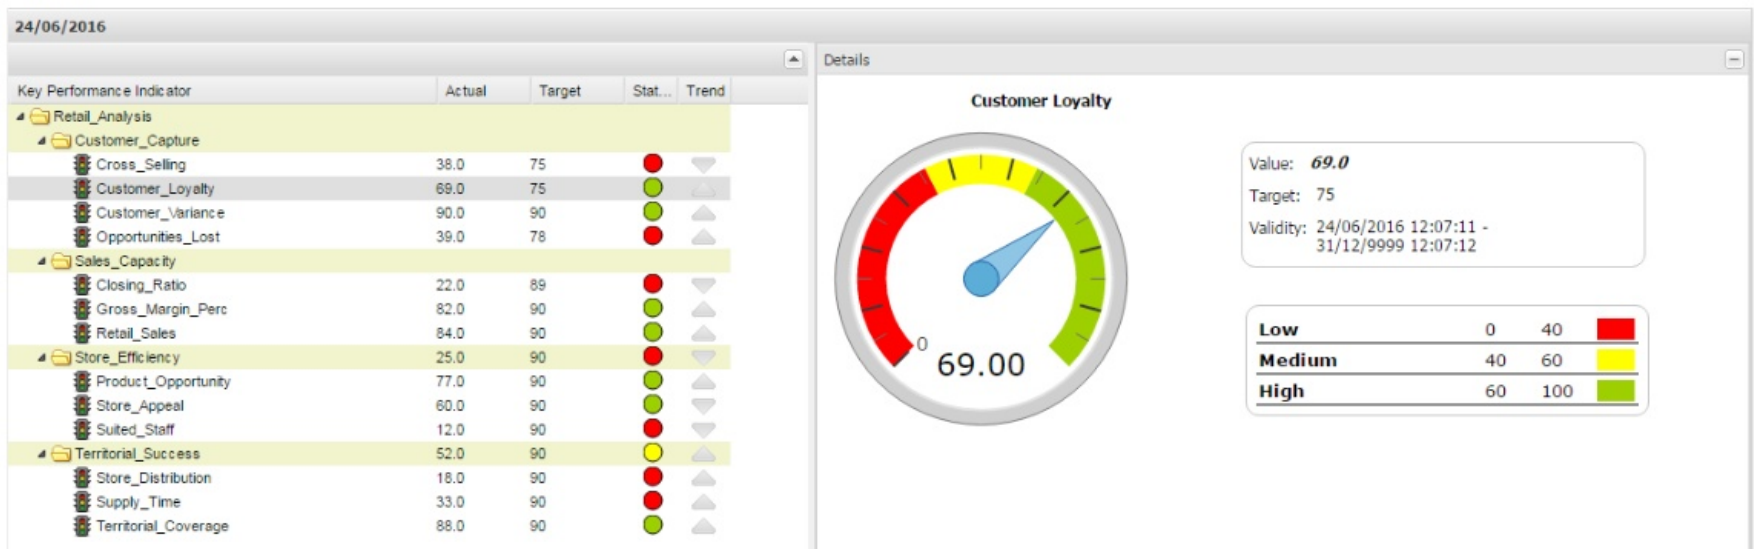 24/06/2016
Key Performance Indicator Actual Target Stat... Trend
Retail_Analysis
Customer_Capture
Cross_Selling 38.0 75
Customer_Loyalty 69.0 75
Customer_Variance 90.0 90
Opportunities_Lost 39.0 78
Sales_Capacity
Closing_Ratio 22.0 89
Gross_Margin_Perc 82.0 90
Retail_Sales 84.0 90
Store_Efficiency 25.0 90
Product_Opportunity 77.0 90
Store_Appeal 60.0 90
Suited_Staff 12.0 90
Territorial_Success 52.0 90
Store_Distribution 18.0 90
Supply_Time 33.0 90
Territorial_Coverage 88.0 90
Details
Customer Loyalty
0
69.00
Value: 69.0
Target: 75
Validity: 24/06/2016 12:07:11 -
31/12/9999 12:07:12
Low 0 40
Medium 40 60
High 60 100